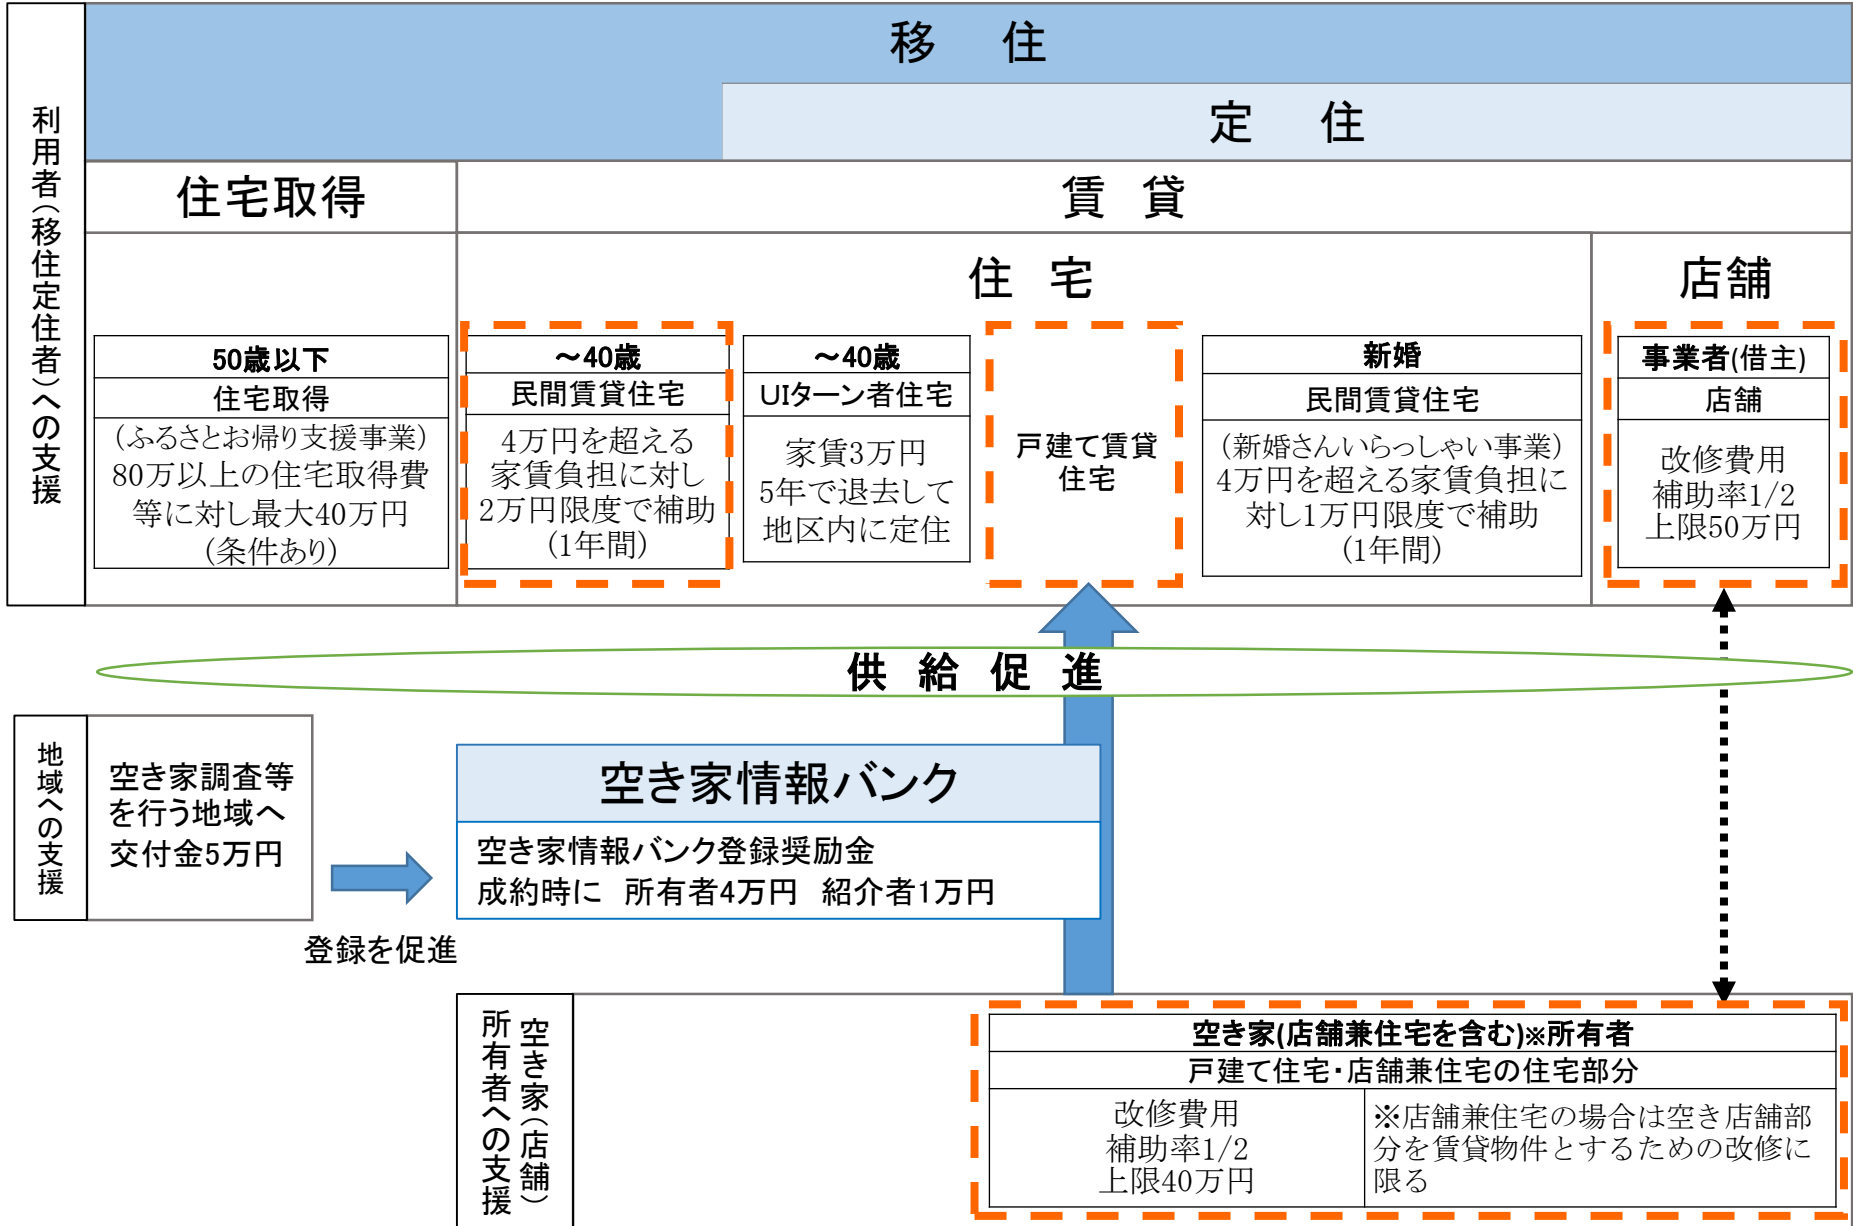 移　住
定　住
利用者（移住定住者）への支援
住宅取得
賃　貸
住　宅
店舗
50歳以下
住宅取得
（ふるさとお帰り支援事業）
80万以上の住宅取得費
等に対し最大40万円
（条件あり）
～40歳
民間賃貸住宅
4万円を超える
家賃負担に対し
2万円限度で補助
（1年間）
～40歳
UIターン者住宅
家賃3万円
5年で退去して
地区内に定住
戸建て賃貸
住宅
新婚
民間賃貸住宅
（新婚さんいらっしゃい事業）
4万円を超える家賃負担に
対し1万円限度で補助
（1年間）
事業者(借主)
店舗
改修費用
補助率1/2
上限50万円
供　給　促　進
地域への支援
空き家調査等
を行う地域へ
交付金5万円
登録を促進
空き家情報バンク
空き家情報バンク登録奨励金
成約時に　所有者4万円　紹介者1万円
空き家（店舗）
所有者への支援
空き家(店舗兼住宅を含む)※所有者
戸建て住宅・店舗兼住宅の住宅部分
改修費用
補助率1/2
上限40万円
※店舗兼住宅の場合は空き店舗部
分を賃貸物件とするための改修に
限る